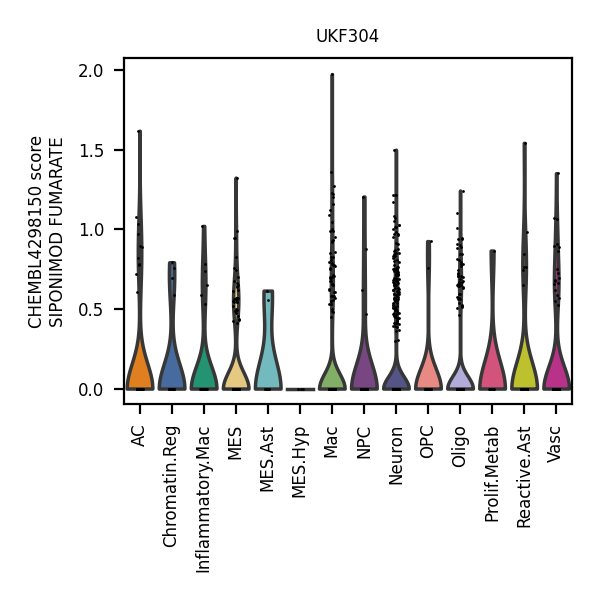 UKF304
CHEMBL4298150 score
SIPONIMOD FUMARATE
2.0
1.5
1.0
0.5
0.0
AC
Chromatin.Reg
Inflammatory.Mac
MES
MES.Ast
MES.Hyp
Mac
NPC
Neuron
OPC
Oligo
Prolif.Metab
Reactive.Ast
Vasc